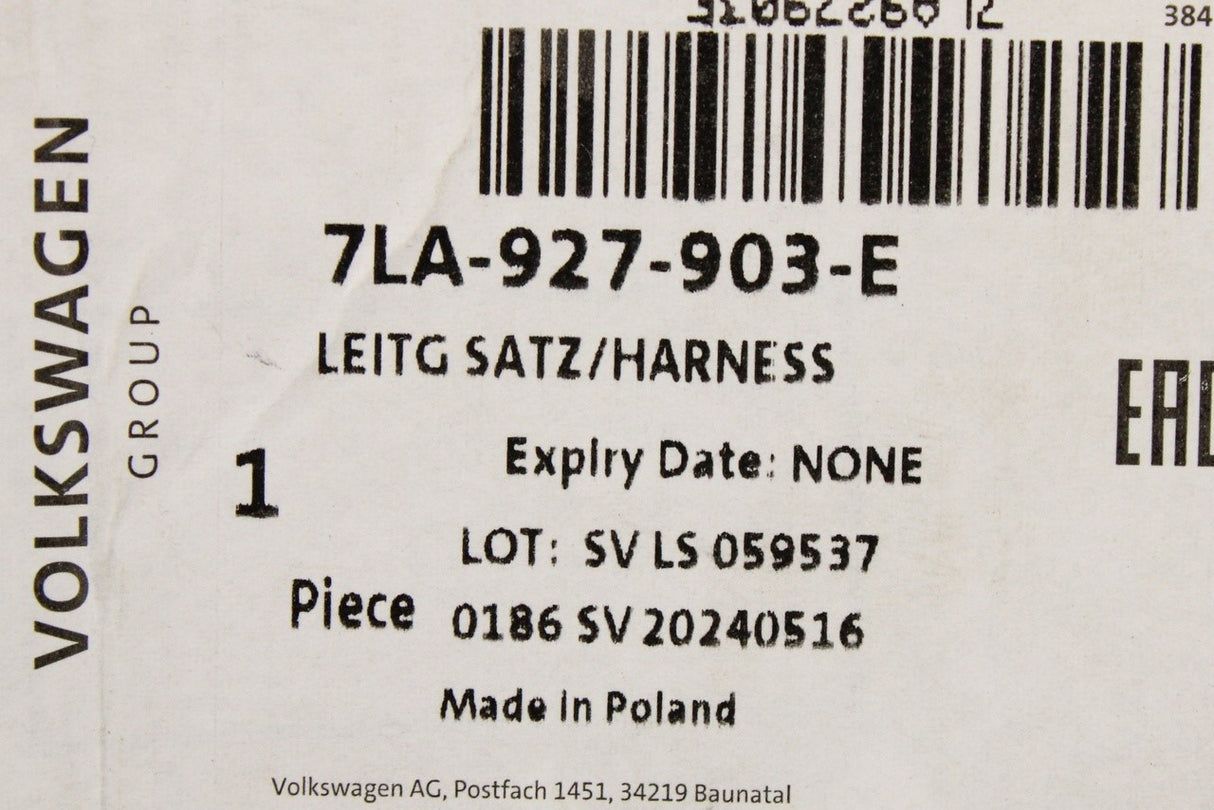 384
7LA-927-903-E
LEITG SATZ/HARNESS
EAC
Expiry Date: NONE
1
LOT: SV LS 059537
Piece
0186 SV 20240516
Made in Poland
Volkswagen AG, Postfach 1451, 34219 Baunatal
VOLKSWAGEN
GROUP